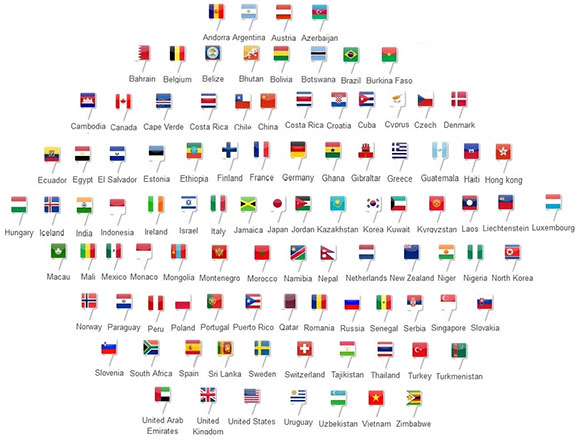 Andorra Argentina Austria Azerbaijan
Bahrain Belgium Belize Bhutan Bolivia Botswana Brazil Burkina Faso
Cambodia Canada Cape Verde Costa Rica Chile China Costa Rica Croatia Cuba Cyprus Czech Denmark
Ecuador Egypt El Salvador Estonia Ethiopia Finland France Germany Ghana Gibraltar Greece Guatemala Haiti Hong kong
Hungary Iceland India Indonesia Ireland Israel Italy Jamaica Japan Jordan Kazakhstan Korea Kuwait Kyrgyzstan Laos Liechtenstein Luxembourg
Macau Mali Mexico Monaco Mongolia Montenegro Morocco Namibia Nepal Netherlands New Zealand Niger Nigeria North Korea
Norway Paraguay Peru Poland Portugal Puerto Rico Qatar Romania Russia Senegal Serbia Singapore Slovakia
Slovenia South Africa Spain Sri Lanka Sweden Switzerland Tajikistan Thailand Turkey Turkmenistan
United Arab United United States Uruguay Uzbekistan Vietnam Zimbabwe
Emirates Kingdom